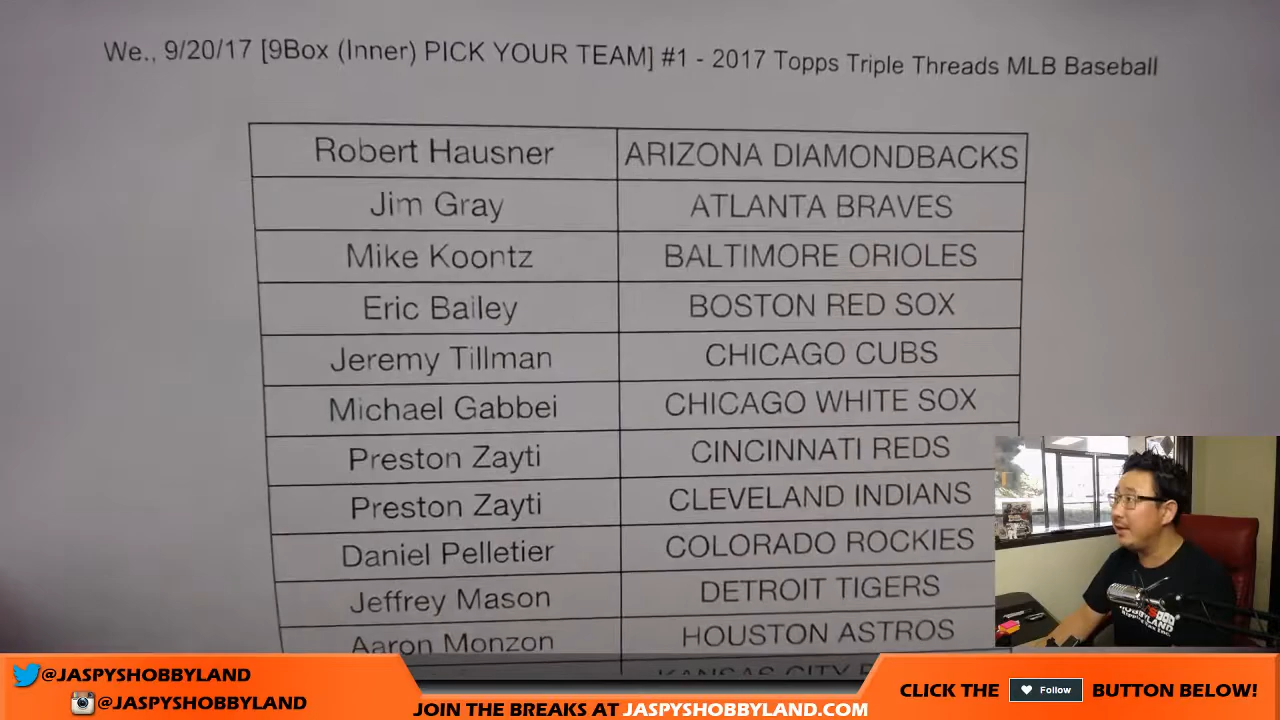 We., 9/20/17 [9Box (Inner) PICK YOUR TEAM] #1 - 2017 Topps Triple Threads MLB Baseball
Robert Hausner ARIZONA DIAMONDBACKS
Jim Gray ATLANTA BRAVES
Mike Koontz BALTIMORE ORIOLES
Eric Bailey BOSTON RED SOX
Jeremy Tillman CHICAGO CUBS
Michael Gabbei CHICAGO WHITE SOX
Preston Zayti CINCINNATI REDS
Preston Zayti CLEVELAND INDIANS
Daniel Pelletier COLORADO ROCKIES
Jeffrey Mason DETROIT TIGERS
Aaron Monzon HOUSTON ASTROS
KANSAS CITY
HOBBYLAND
@JASPYSHOBBYLAND
@JASPYSHOBBYLAND
JOIN THE BREAKS AT JASPYSHOBBYLAND.COM
CLICK THE Follow BUTTON BELOW!